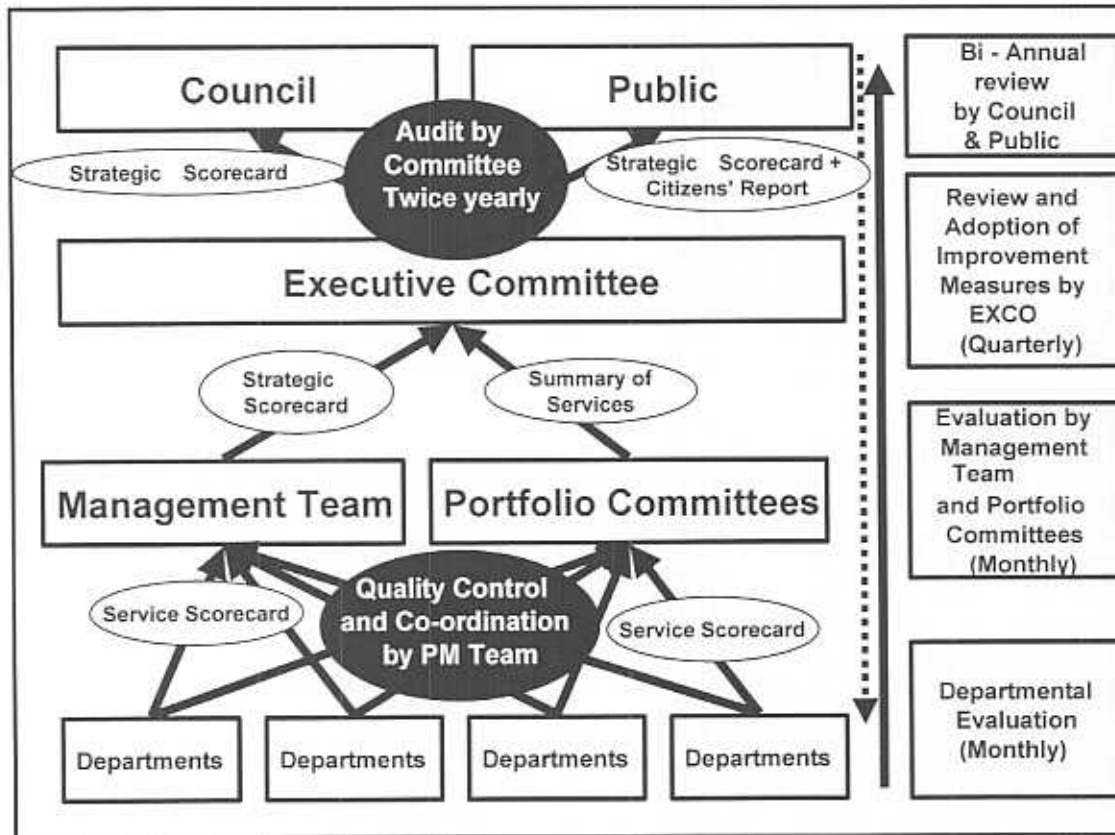 Council
Public
Audit by
Committee
Twice yearly
Strategic Scorecard
Strategic Scorecard +
Citizens' Report
Executive Committee
Strategic
Scorecard
Summary of
Services
Management Team
Portfolio Committees
Quality Control
and Co-ordination
by PM Team
Service Scorecard
Service Scorecard
Departments
Departments
Departments
Departments
Bi - Annual
review
by Council
& Public
Review and
Adoption of
Improvement
Measures by
EXCO
(Quarterly)
Evaluation by
Management
Team
and Portfolio
Committees
(Monthly)
Departmental
Evaluation
(Monthly)